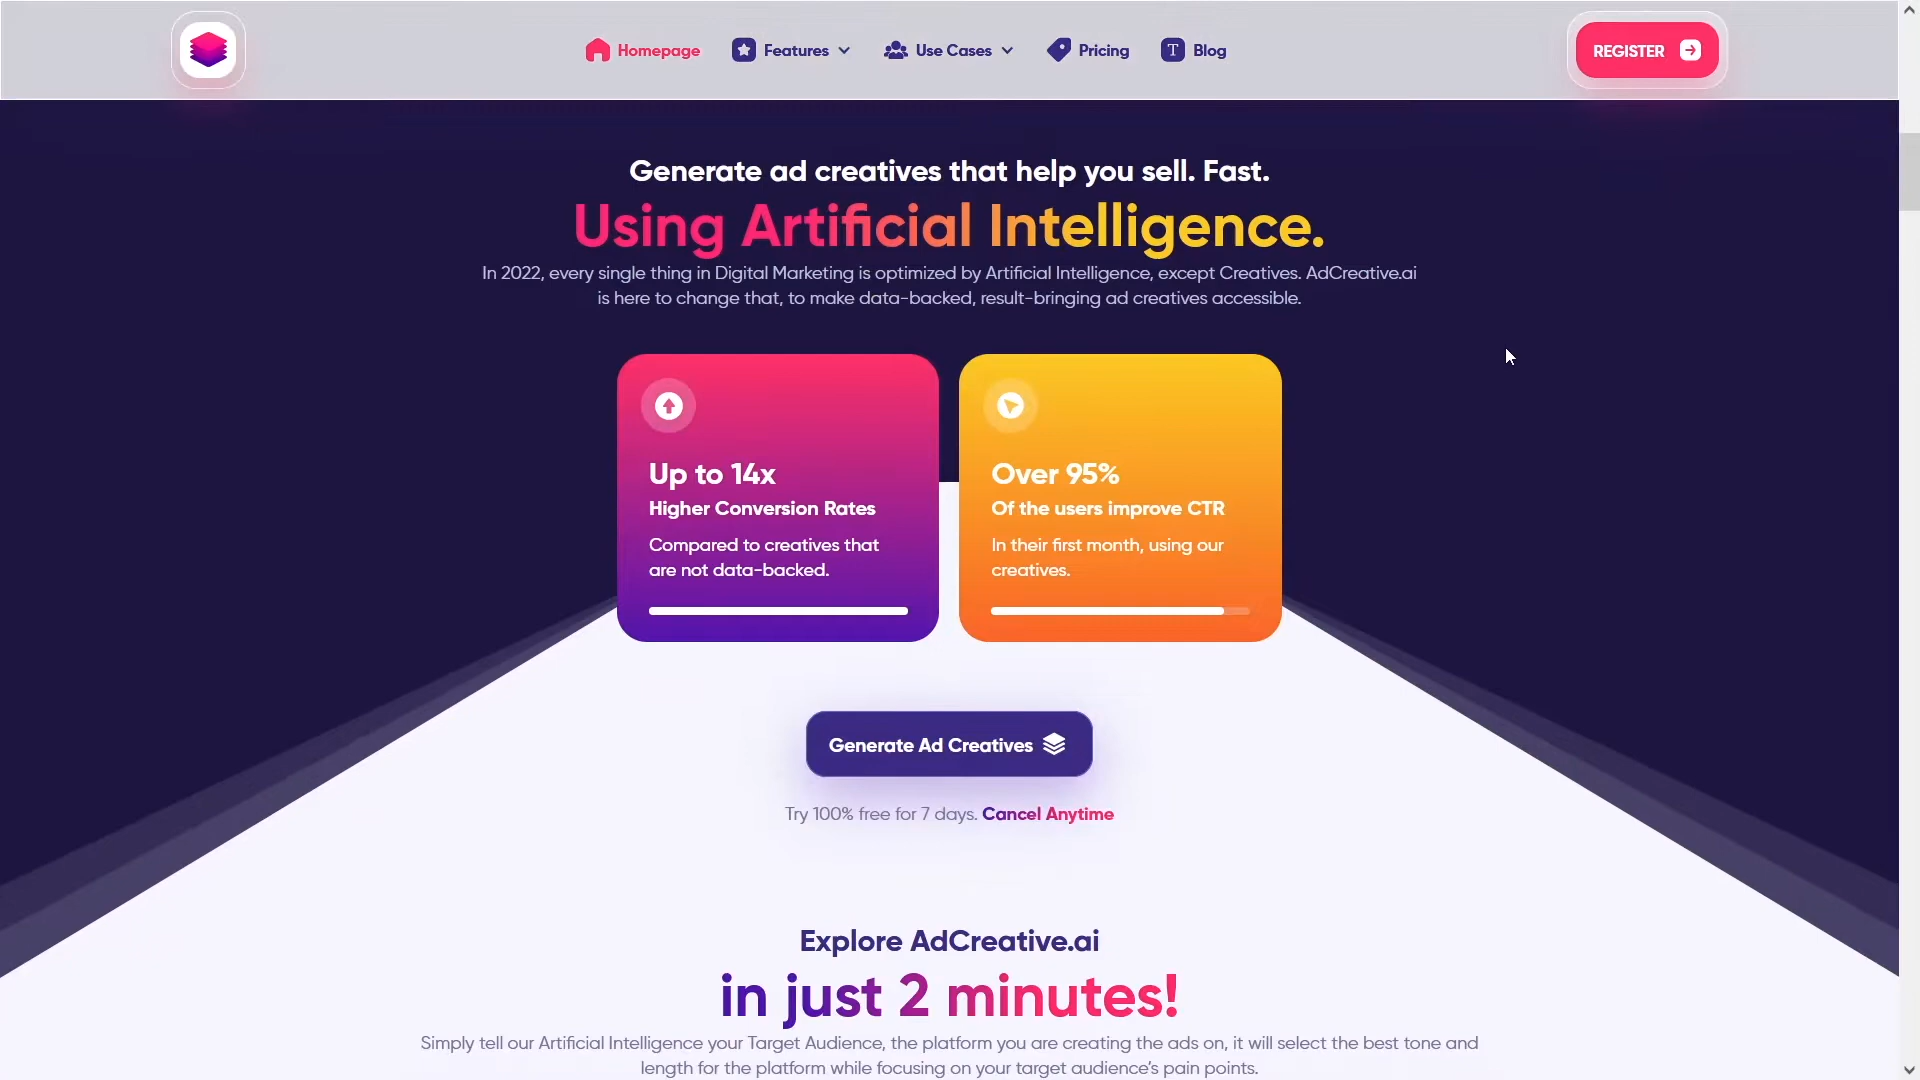 Homepage
Features
Use Cases
Pricing
Blog
REGISTER
Generate ad creatives that help you sell. Fast.
Using Artificial Intelligence.
In 2022, every single thing in Digital Marketing is optimized by Artificial Intelligence, except Creatives. AdCreative.ai
is here to change that, to make data-backed, result-bringing ad creatives accessible.
Up to 14x
Higher Conversion Rates
Compared to creatives that
are not data-backed.
Over 95%
Of the users improve CTR
In their first month, using our
creatives.
Generate Ad Creatives
Try 100% free for 7 days. Cancel Anytime
Explore AdCreative.ai
in just 2 minutes!
Simply tell our Artificial Intelligence your Target Audience, the platform you are creating the ads on, it will select the best tone and
length for the platform while focusing on your target audience's pain points.